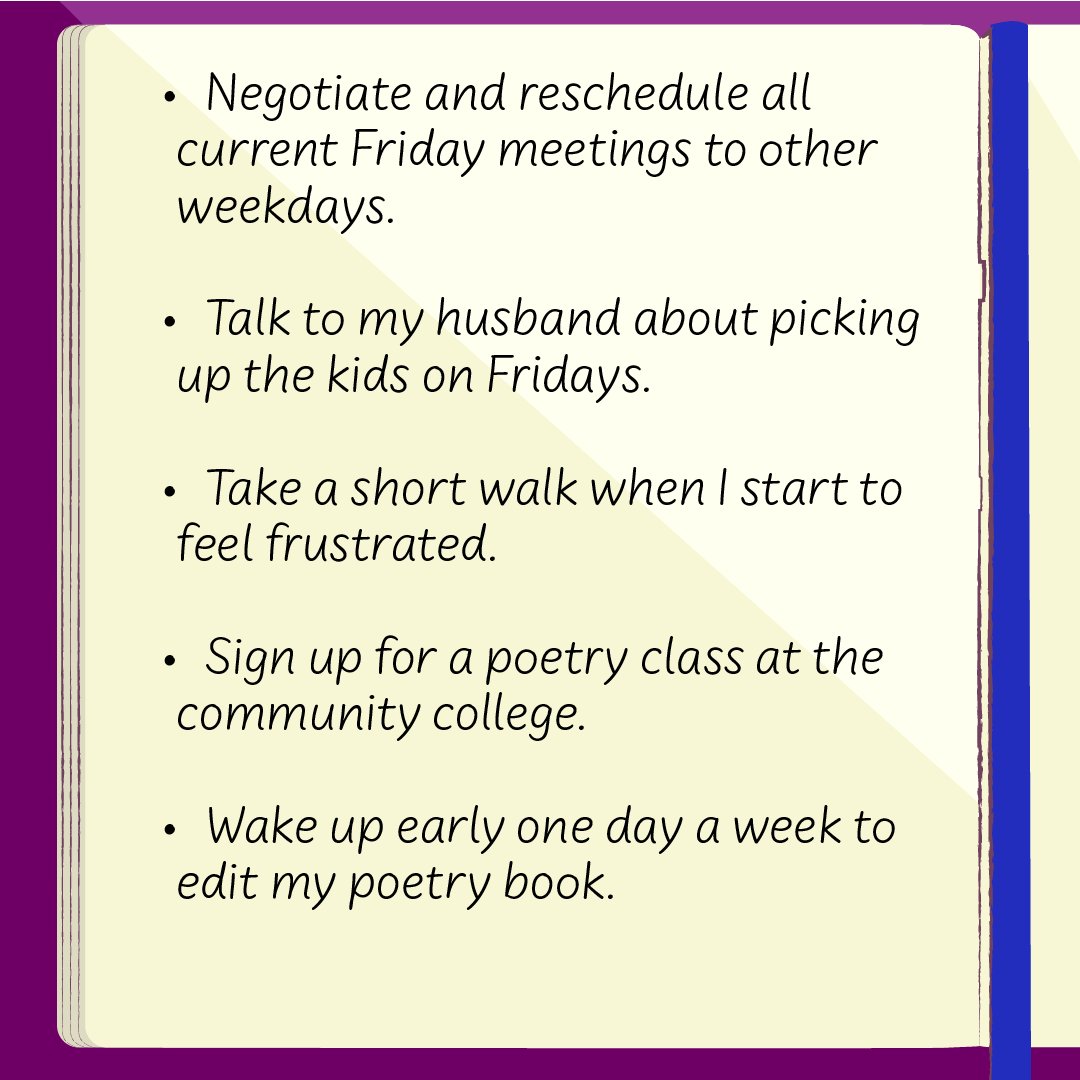 • Negotiate and reschedule all
current Friday meetings to other
weekdays.
• Talk to my husband about picking
up the kids on Fridays.
• Take a short walk when I start to
feel frustrated.
• Sign up for a poetry class at the
community college.
• Wake up early one day a week to
edit my poetry book.